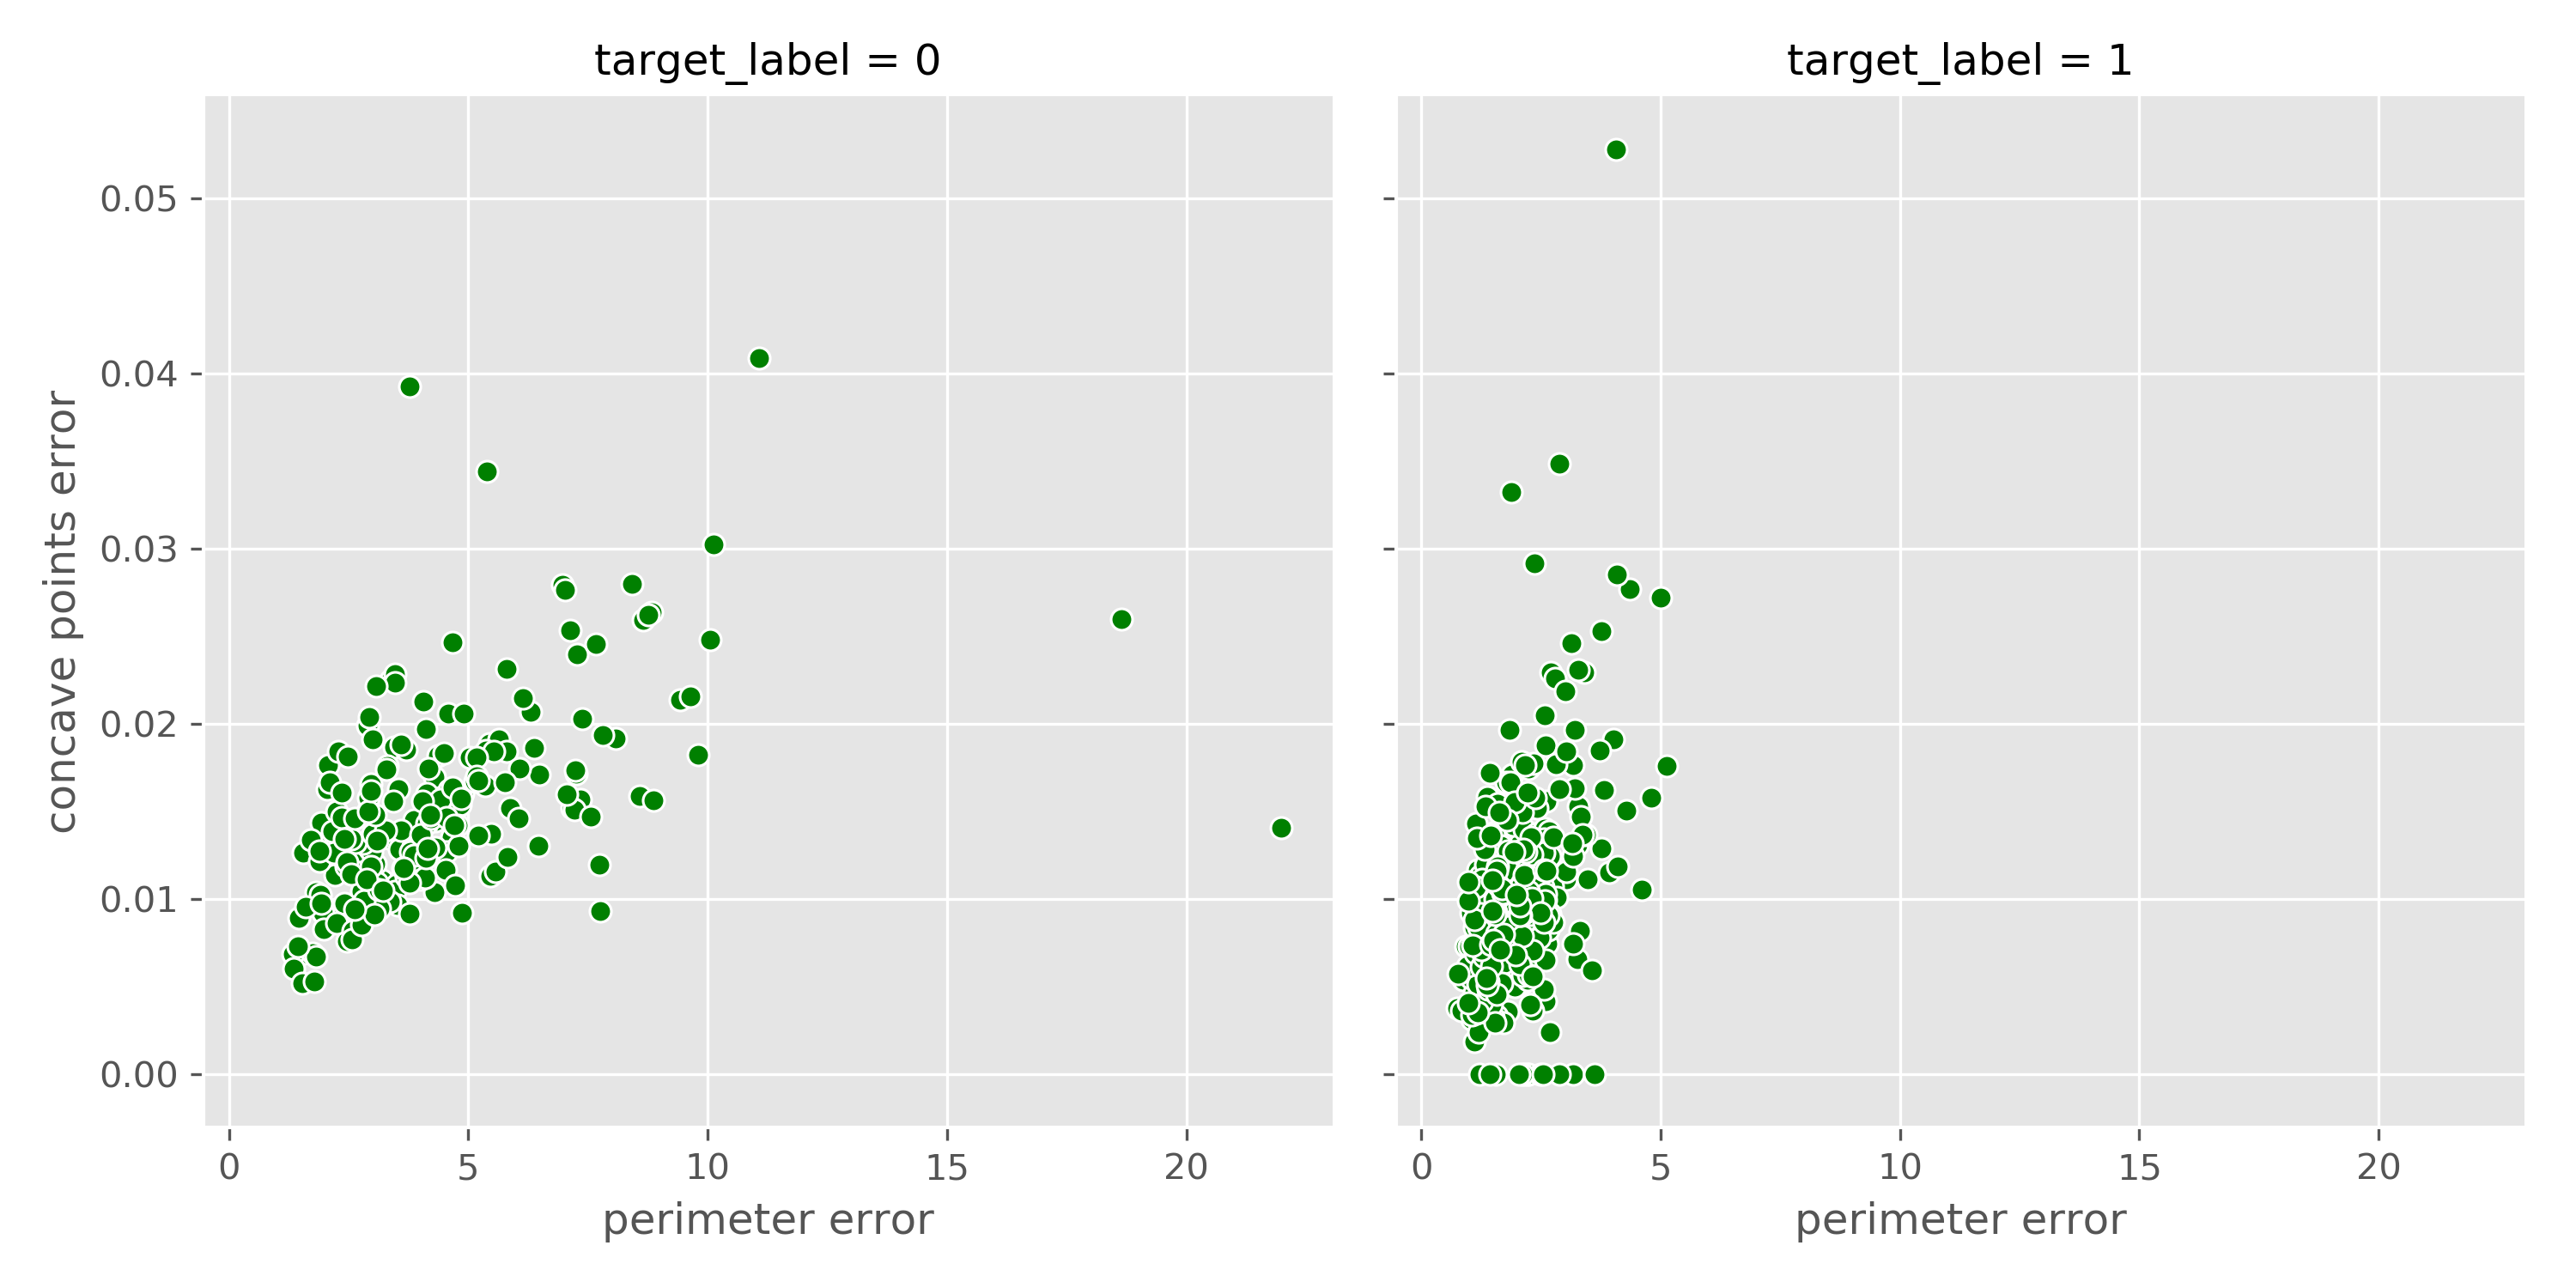 target_label = 0
target_label = 1
concave points error
0.05
0.04
0.03
0.02
0.01
0.00
0 5 10 15 20
0 5 10 15 20
perimeter error
perimeter error